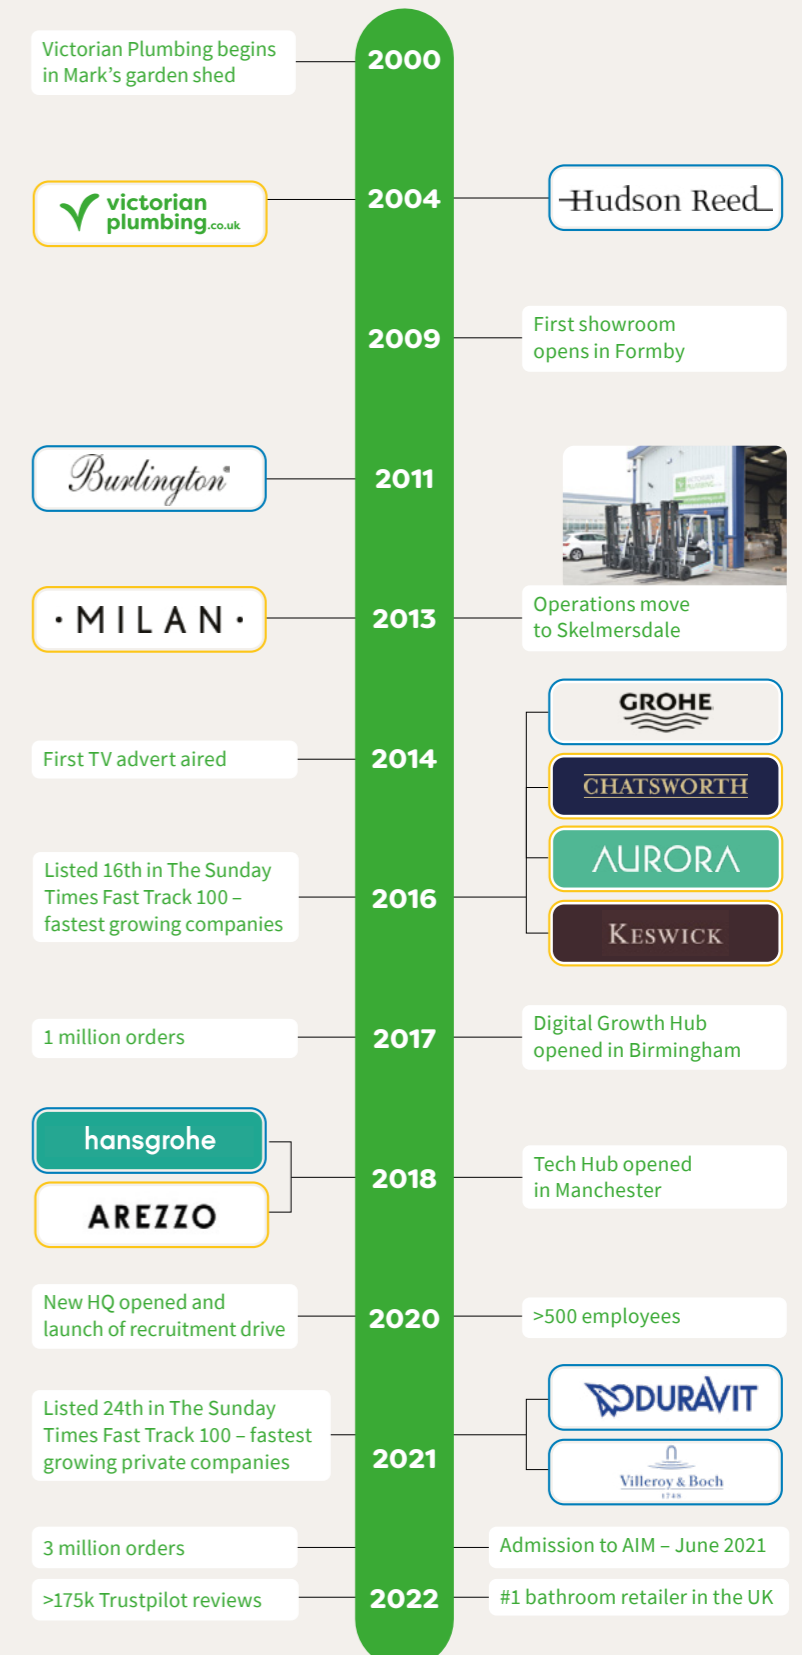 Victorian Plumbing begins
in Mark’s garden shed
2000
victorian
plumbing.co.uk
2004
Hudson Reed
2009
First showroom
opens in Formby
Burlington®
2011
VICTORIAN
PLUMBING
· MILAN ·
2013
Operations move
to Skelmersdale
First TV advert aired
2014
GROHE
CHATSWORTH
AURORA
KESWICK
Listed 16th in The Sunday
Times Fast Track 100 –
fastest growing companies
2016
1 million orders
2017
Digital Growth Hub
opened in Birmingham
hansgrohe
AREZZO
2018
Tech Hub opened
in Manchester
New HQ opened and
launch of recruitment drive
2020
>500 employees
Listed 24th in The Sunday
Times Fast Track 100 – fastest
growing private companies
2021
DURAVIT
Villeroy & Boch
1748
3 million orders
Admission to AIM – June 2021
>175k Trustpilot reviews
2022
#1 bathroom retailer in the UK